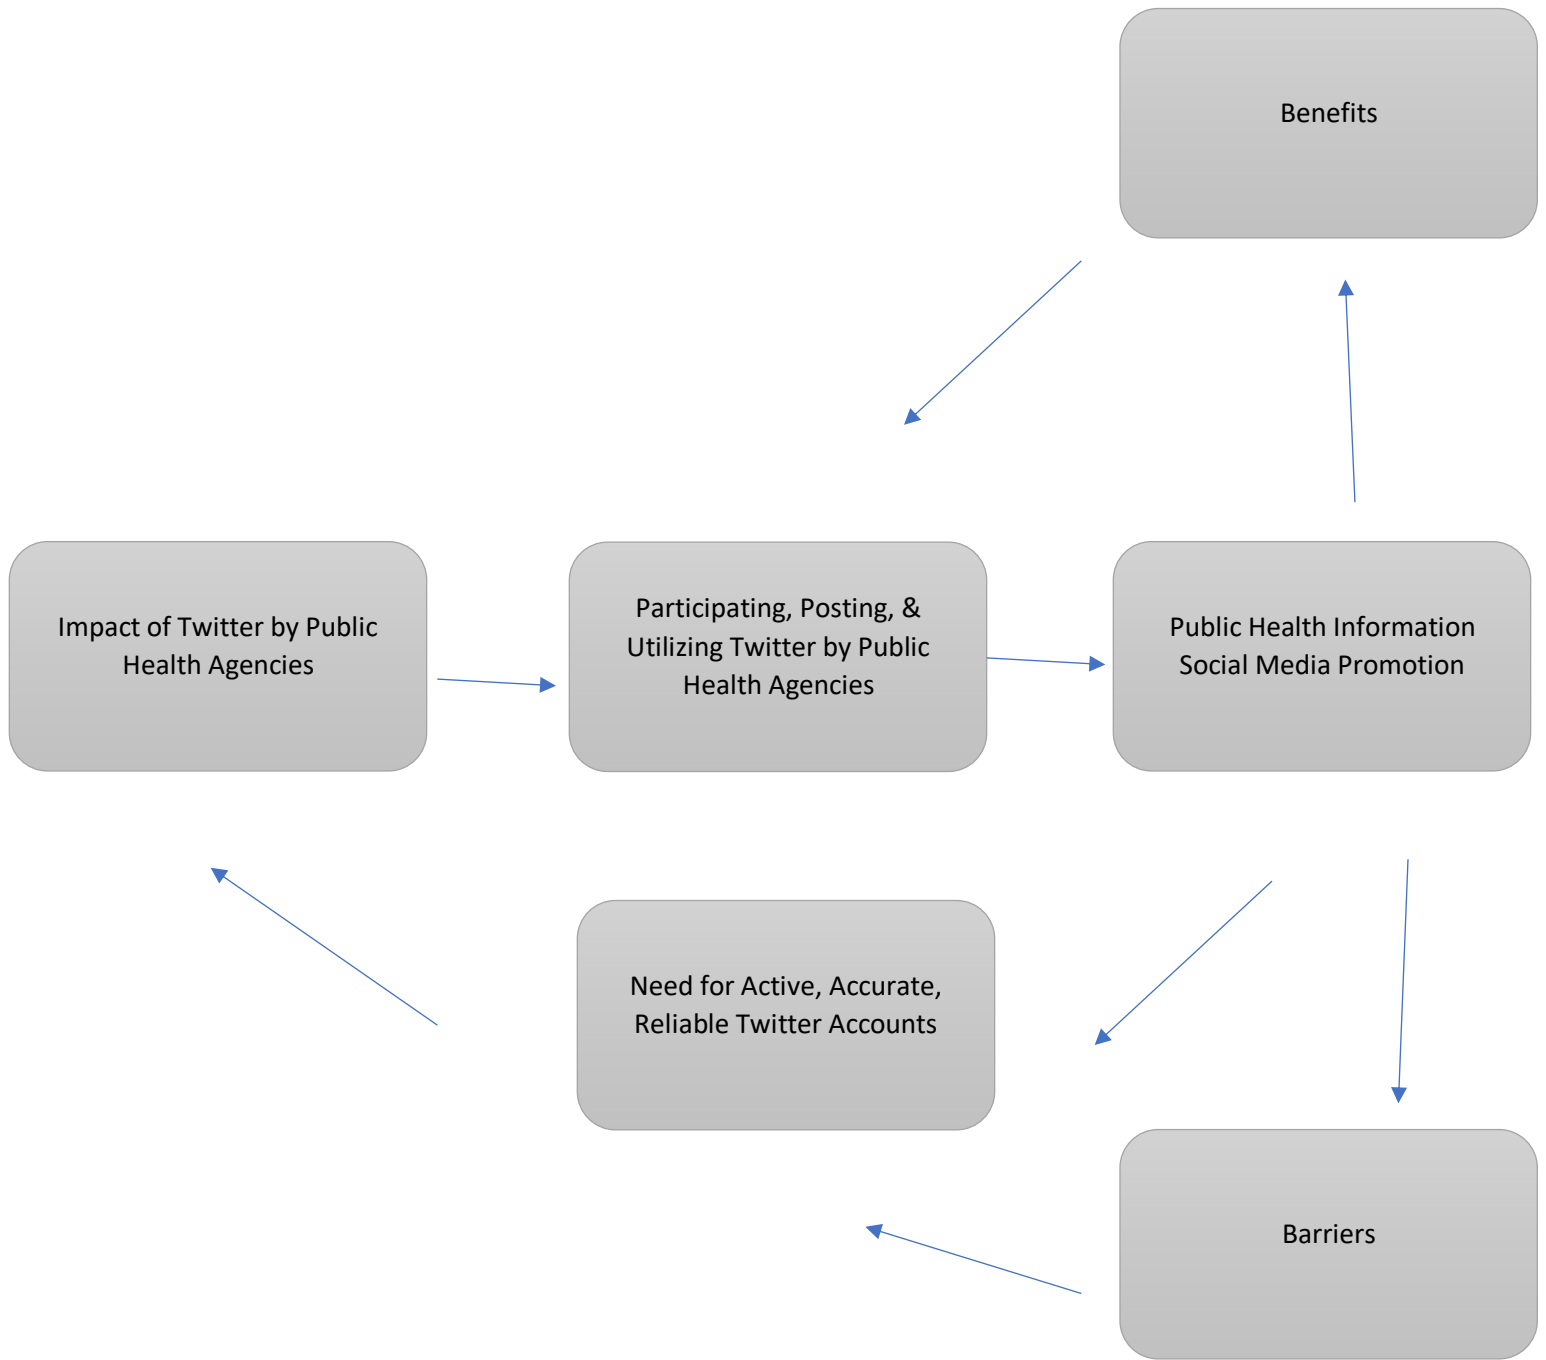 Benefits
Impact of Twitter by Public
Health Agencies
Participating, Posting, &
Utilizing Twitter by Public
Health Agencies
Public Health Information
Social Media Promotion
Need for Active, Accurate,
Reliable Twitter Accounts
Barriers